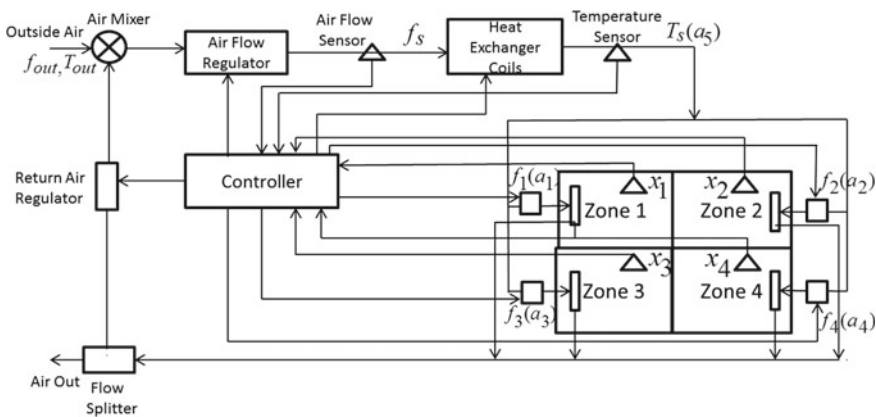 Outside Air
Air Mixer
f_out, T_out
Air Flow
Regulator
Air Flow
Sensor
f_s
Heat
Exchanger
Coils
Temperature
Sensor
T_s(a_5)
Return Air
Regulator
Controller
f_1(a_1)
x_1
Zone 1
x_2
Zone 2
f_2(a_2)
x_3
Zone 3
f_3(a_3)
x_4
Zone 4
f_4(a_4)
Air Out
Flow
Splitter